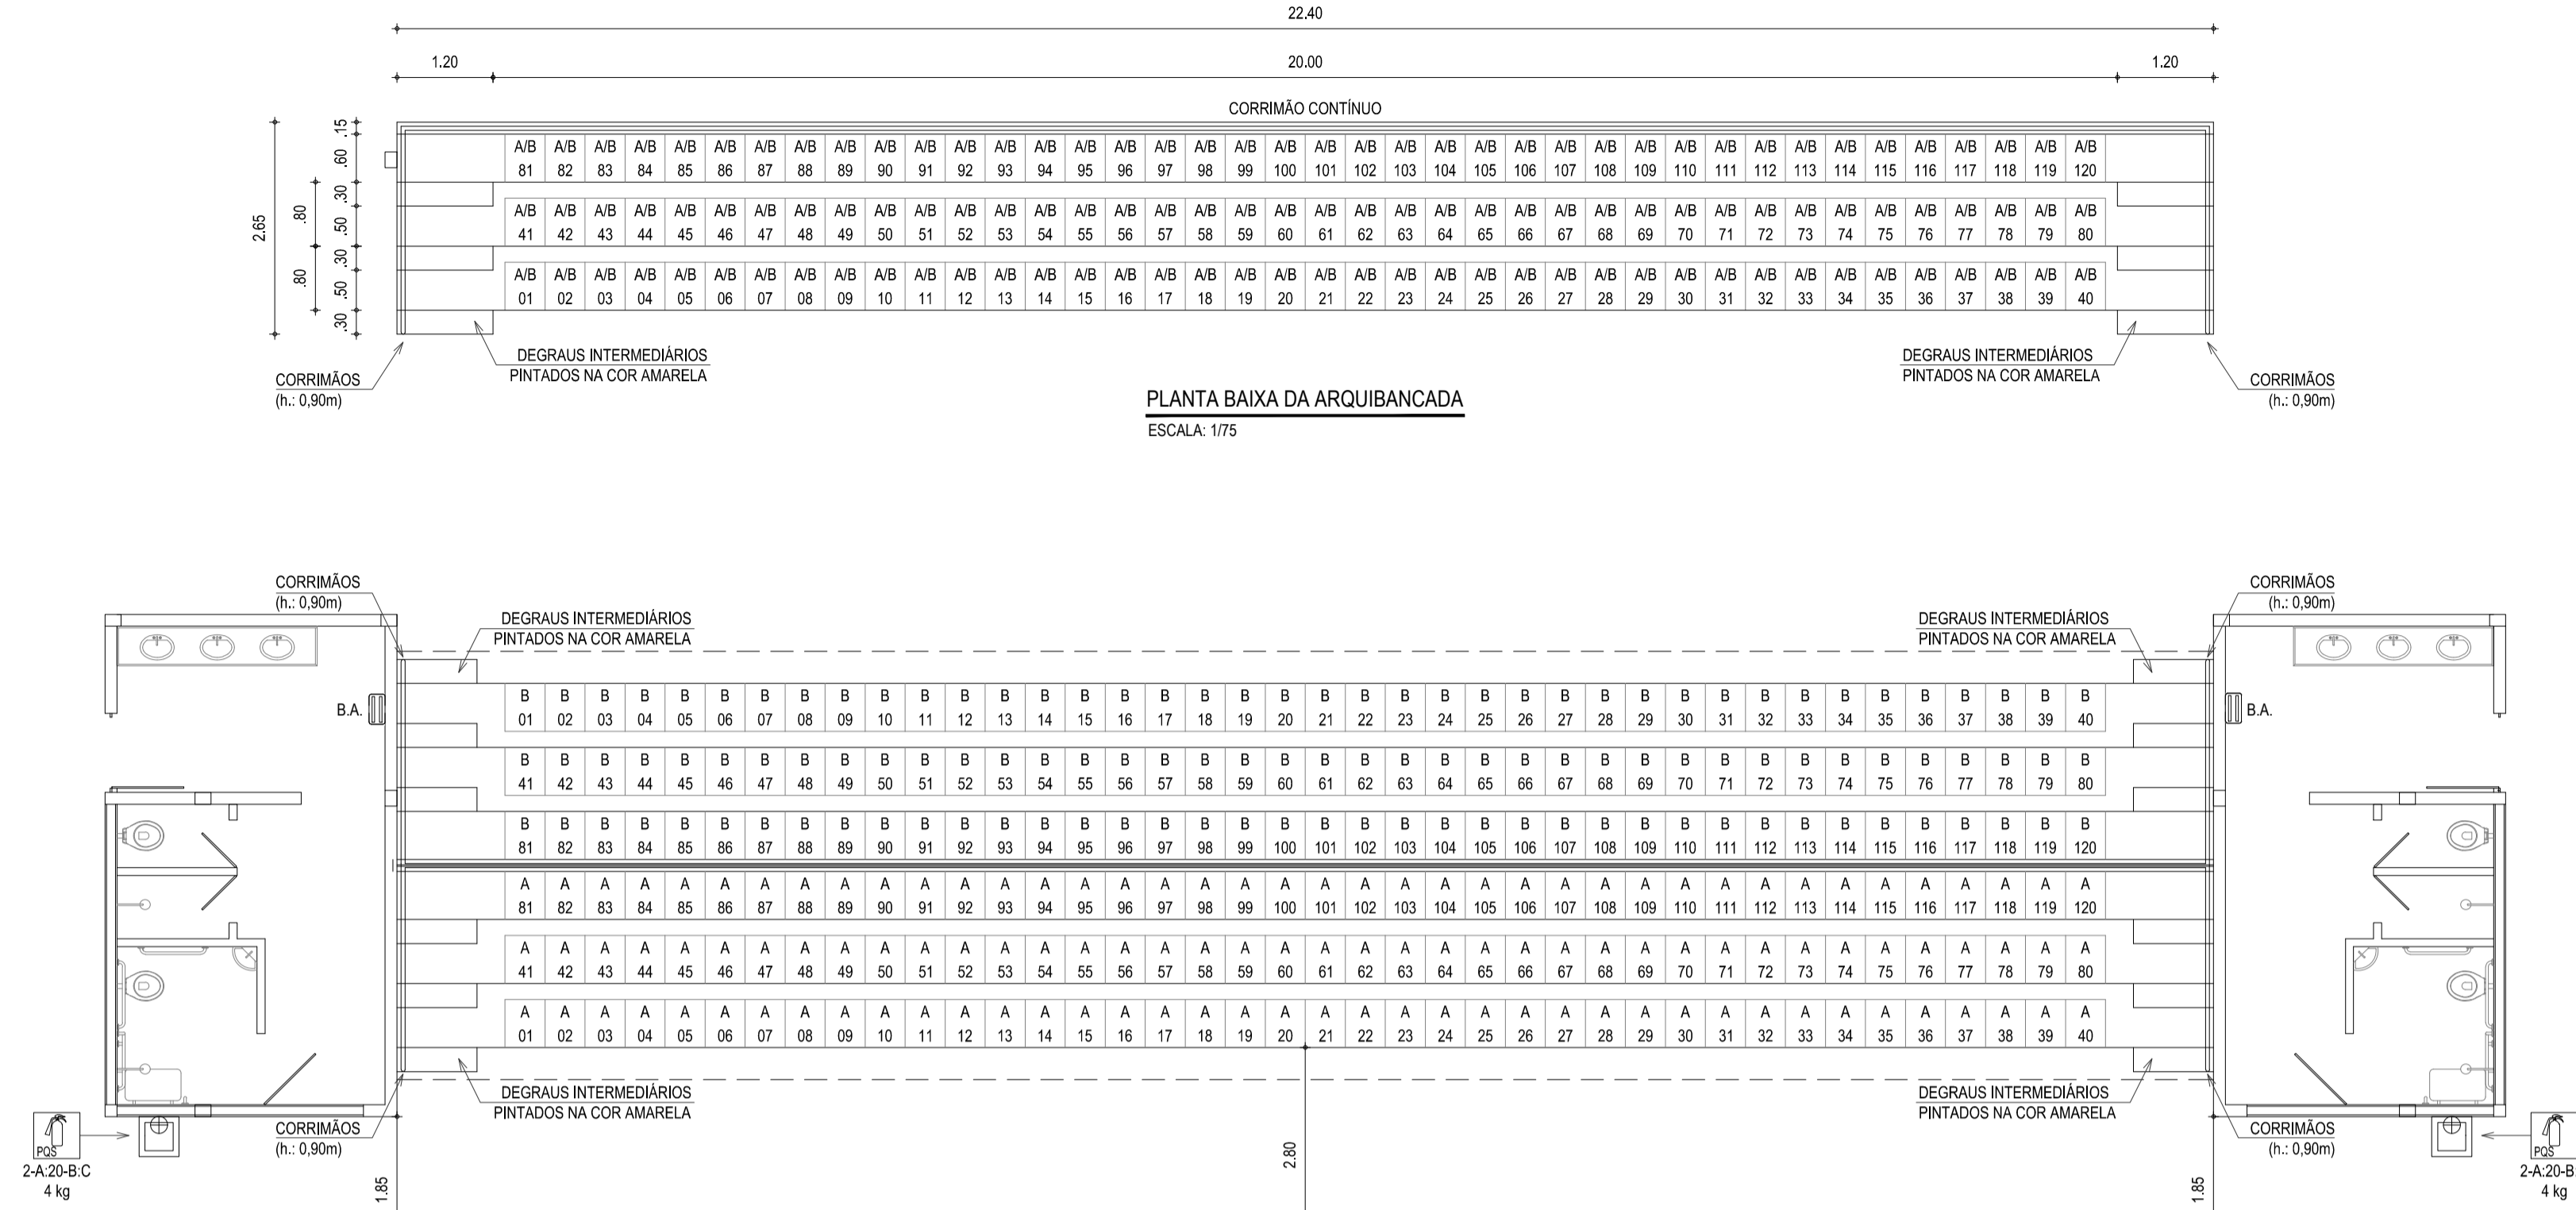 22.40
1.20 20.00 1.20
CORRIMÃO CONTÍNUO
.15
.60
.30
.50
.30
.50
.30
.80
.80
2.65
A/B A/B A/B A/B A/B A/B A/B A/B A/B A/B A/B A/B A/B A/B A/B A/B A/B A/B A/B A/B A/B A/B A/B A/B A/B A/B A/B A/B A/B A/B A/B A/B A/B A/B A/B A/B A/B A/B A/B A/B
81 82 83 84 85 86 87 88 89 90 91 92 93 94 95 96 97 98 99 100 101 102 103 104 105 106 107 108 109 110 111 112 113 114 115 116 117 118 119 120
A/B A/B A/B A/B A/B A/B A/B A/B A/B A/B A/B A/B A/B A/B A/B A/B A/B A/B A/B A/B A/B A/B A/B A/B A/B A/B A/B A/B A/B A/B A/B A/B A/B A/B A/B A/B A/B A/B A/B A/B
41 42 43 44 45 46 47 48 49 50 51 52 53 54 55 56 57 58 59 60 61 62 63 64 65 66 67 68 69 70 71 72 73 74 75 76 77 78 79 80
A/B A/B A/B A/B A/B A/B A/B A/B A/B A/B A/B A/B A/B A/B A/B A/B A/B A/B A/B A/B A/B A/B A/B A/B A/B A/B A/B A/B A/B A/B A/B A/B A/B A/B A/B A/B A/B A/B A/B A/B
01 02 03 04 05 06 07 08 09 10 11 12 13 14 15 16 17 18 19 20 21 22 23 24 25 26 27 28 29 30 31 32 33 34 35 36 37 38 39 40
DEGRAUS INTERMEDIÁRIOS
PINTADOS NA COR AMARELA
CORRIMÃOS
(h.: 0,90m)
DEGRAUS INTERMEDIÁRIOS
PINTADOS NA COR AMARELA
CORRIMÃOS
(h.: 0,90m)
PLANTA BAIXA DA ARQUIBANCADA
ESCALA: 1/75
CORRIMÃOS
(h.: 0,90m)
DEGRAUS INTERMEDIÁRIOS
PINTADOS NA COR AMARELA
DEGRAUS INTERMEDIÁRIOS
PINTADOS NA COR AMARELA
CORRIMÃOS
(h.: 0,90m)
B.A.
B.A.
B B B B B B B B B B B B B B B B B B B B B B B B B B B B B B B B B B B B B B B B
01 02 03 04 05 06 07 08 09 10 11 12 13 14 15 16 17 18 19 20 21 22 23 24 25 26 27 28 29 30 31 32 33 34 35 36 37 38 39 40
B B B B B B B B B B B B B B B B B B B B B B B B B B B B B B B B B B B B B B B B
41 42 43 44 45 46 47 48 49 50 51 52 53 54 55 56 57 58 59 60 61 62 63 64 65 66 67 68 69 70 71 72 73 74 75 76 77 78 79 80
B B B B B B B B B B B B B B B B B B B B B B B B B B B B B B B B B B B B B B B B
81 82 83 84 85 86 87 88 89 90 91 92 93 94 95 96 97 98 99 100 101 102 103 104 105 106 107 108 109 110 111 112 113 114 115 116 117 118 119 120
A A A A A A A A A A A A A A A A A A A A A A A A A A A A A A A A A A A A A A A A
81 82 83 84 85 86 87 88 89 90 91 92 93 94 95 96 97 98 99 100 101 102 103 104 105 106 107 108 109 110 111 112 113 114 115 116 117 118 119 120
A A A A A A A A A A A A A A A A A A A A A A A A A A A A A A A A A A A A A A A A
41 42 43 44 45 46 47 48 49 50 51 52 53 54 55 56 57 58 59 60 61 62 63 64 65 66 67 68 69 70 71 72 73 74 75 76 77 78 79 80
A A A A A A A A A A A A A A A A A A A A A A A A A A A A A A A A A A A A A A A A
01 02 03 04 05 06 07 08 09 10 11 12 13 14 15 16 17 18 19 20 21 22 23 24 25 26 27 28 29 30 31 32 33 34 35 36 37 38 39 40
DEGRAUS INTERMEDIÁRIOS
PINTADOS NA COR AMARELA
DEGRAUS INTERMEDIÁRIOS
PINTADOS NA COR AMARELA
CORRIMÃOS
(h.: 0,90m)
CORRIMÃOS
(h.: 0,90m)
PQS
2-A:20-B:C
4 kg
PQS
2-A:20-B
4 kg
1.85
2.80
1.85